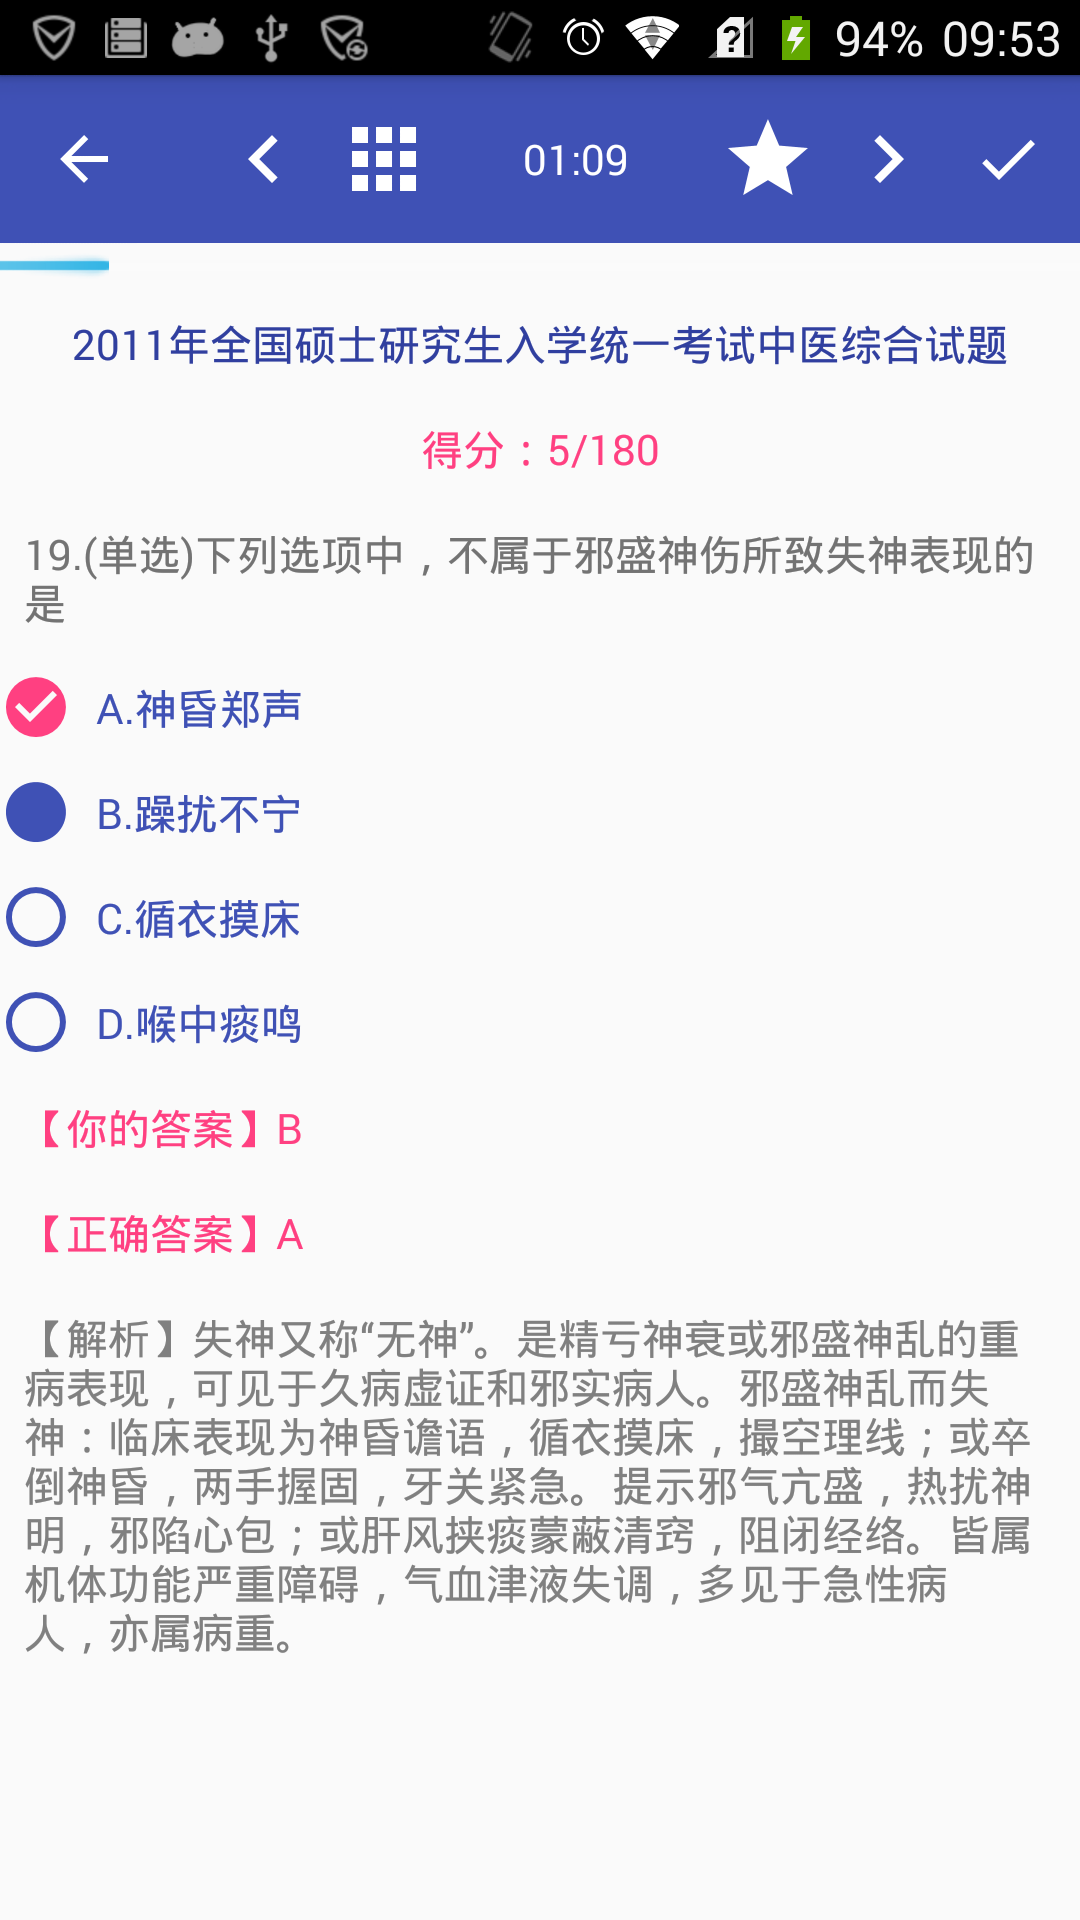 94% 09:53
01:09
2011年全国硕士研究生入学统一考试中医综合试题
得分：5/180
19.(单选)下列选项中，不属于邪盛神伤所致失神表现的
是
A.神昏郑声
B.躁扰不宁
C.循衣摸床
D.喉中痰鸣
【你的答案】B
【正确答案】A
【解析】失神又称“无神”。是精亏神衰或邪盛神乱的重
病表现，可见于久病虚证和邪实病人。邪盛神乱而失
神：临床表现为神昏谵语，循衣摸床，撮空理线；或卒
倒神昏，两手握固，牙关紧急。提示邪气亢盛，热扰神
明，邪陷心包；或肝风挟痰蒙蔽清窍，阻闭经络。皆属
机体功能严重障碍，气血津液失调，多见于急性病
人，亦属病重。